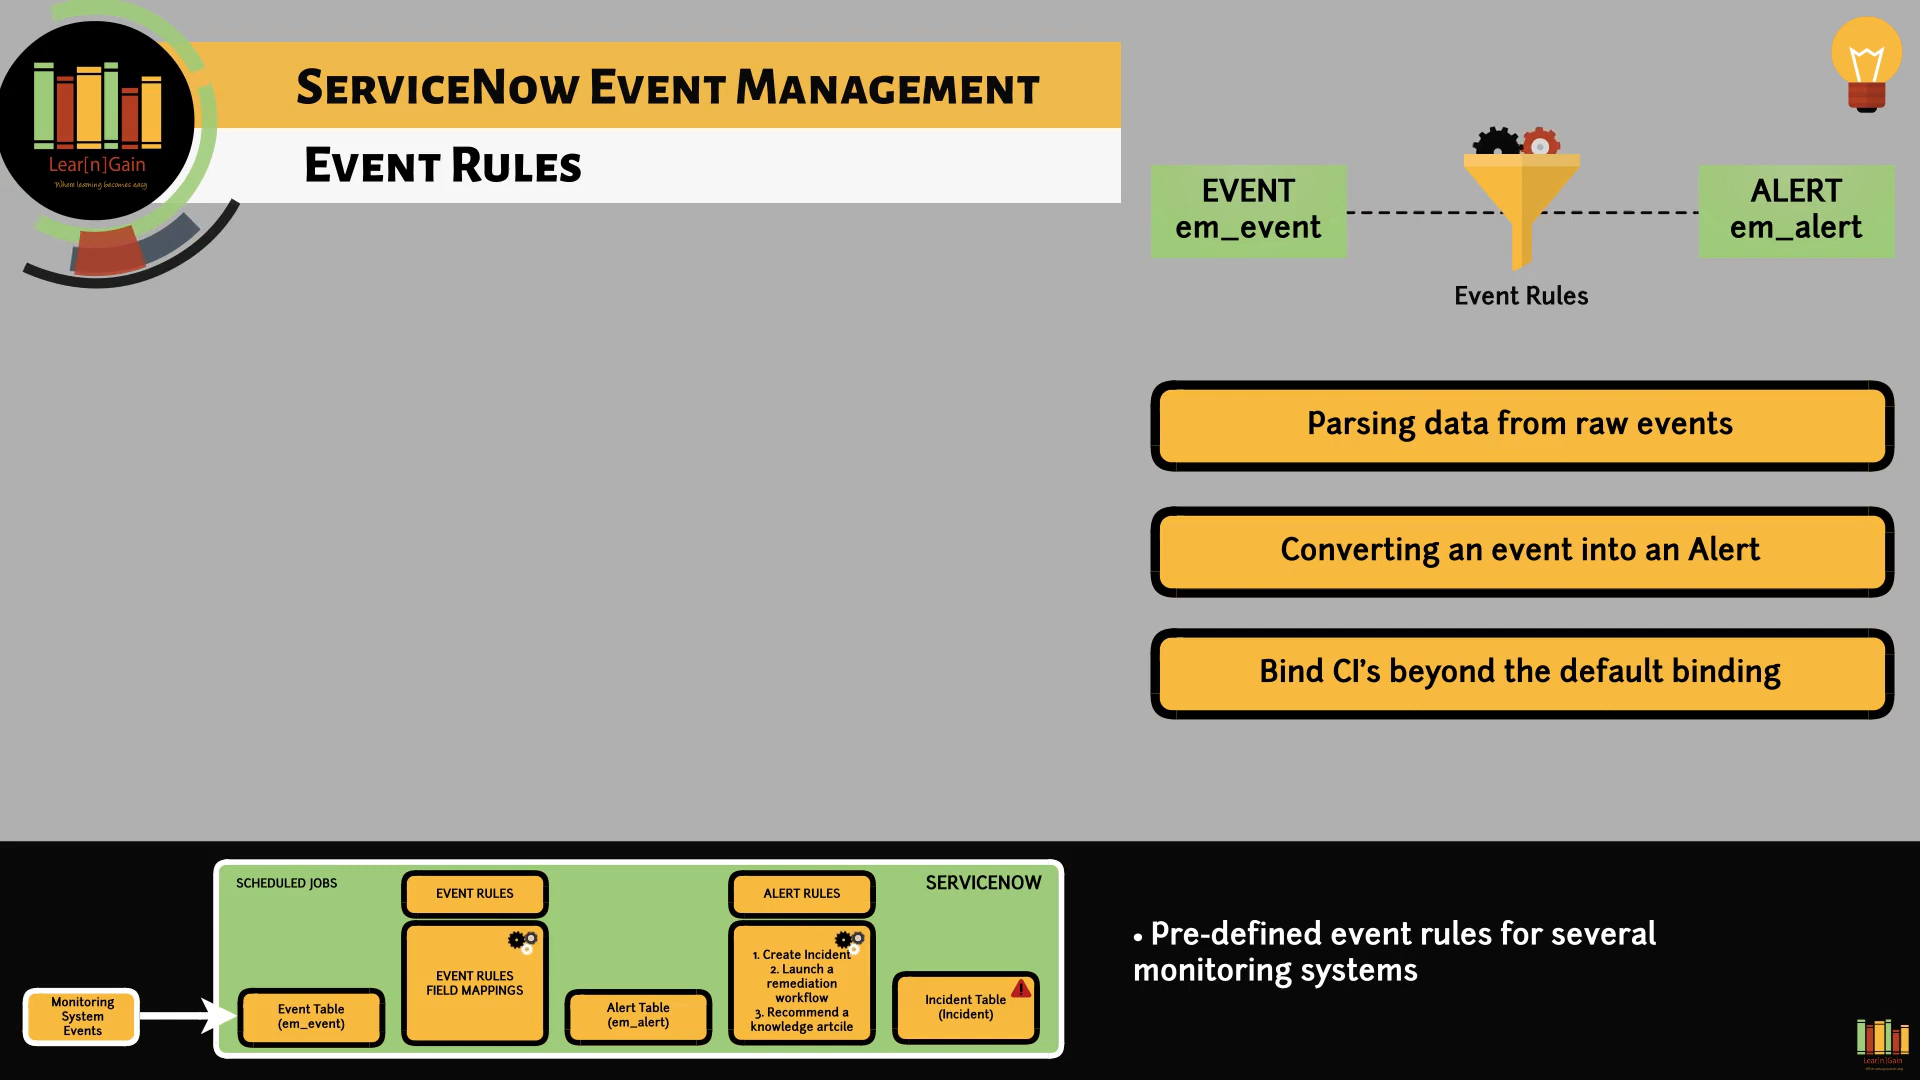 SERVICENOW EVENT MANAGEMENT
EVENT RULES
Lear[n]Gain
Where learning becomes easy
EVENT
em_event
ALERT
em_alert
Event Rules
Parsing data from raw events
Converting an event into an Alert
Bind CI's beyond the default binding
SCHEDULED JOBS
SERVICENOW
EVENT RULES
ALERT RULES
EVENT RULES
FIELD MAPPINGS
1. Create Incident
2. Launch a
remediation
workflow
3. Recommend a
knowledge artcile
Monitoring
System
Events
Event Table
(em_event)
Alert Table
(em_alert)
Incident Table
(Incident)
• Pre-defined event rules for several
monitoring systems
Lear[n]Gain